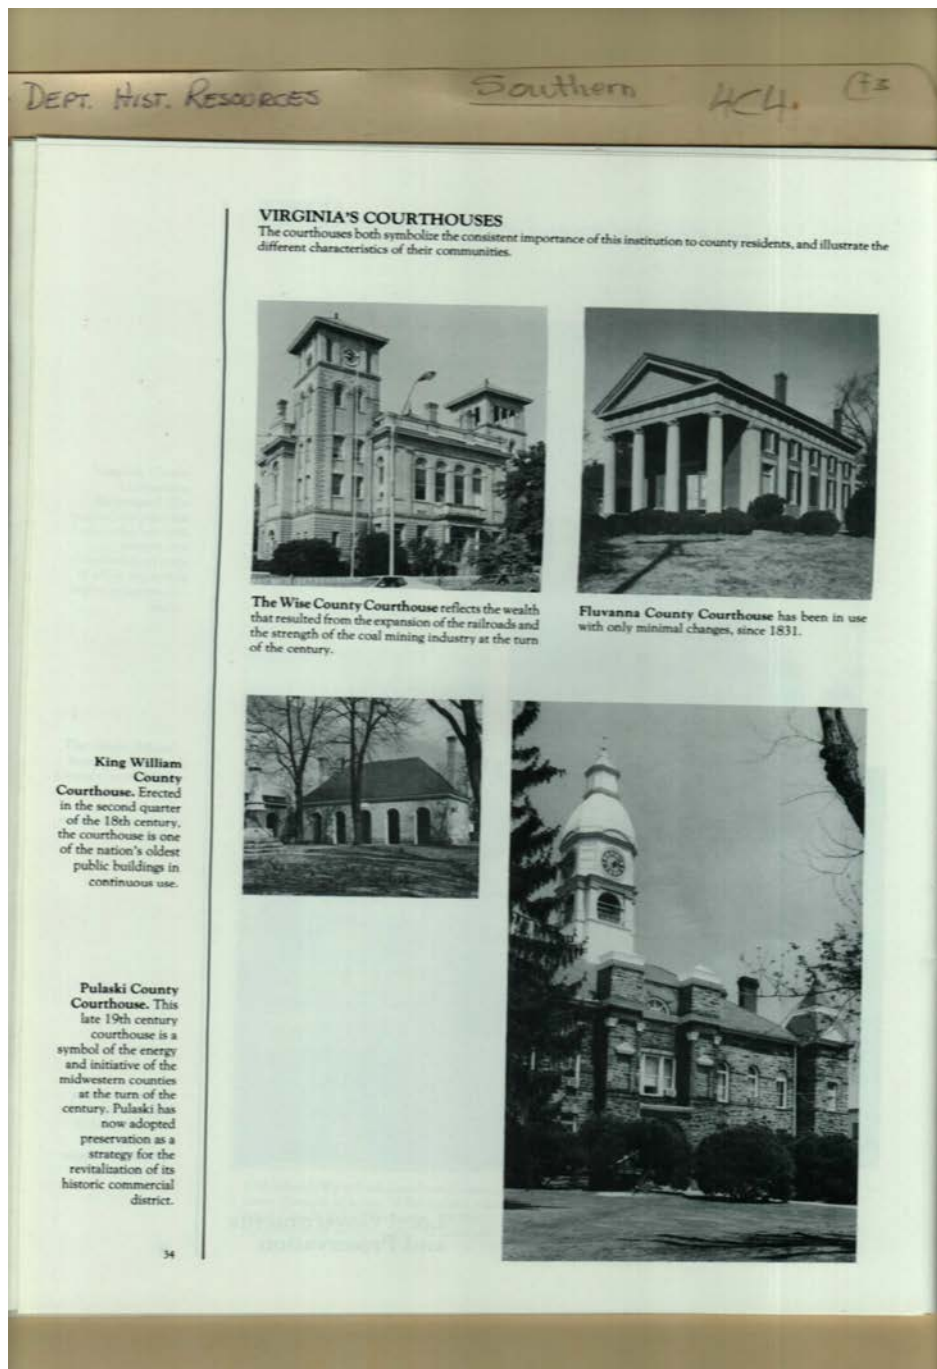 DEPT. HIST. RESOURCES
Southern
4C4.
VIRGINIA'S COURTHOUSES
The courthouses both symbolize the consistent importance of this institution to county residents, and illustrate the
different characteristics of their communities.
The Wise County Courthouse reflects the wealth
that resulted from the expansion of the railroads and
the strength of the coal mining industry at the turn
of the century.
Fluvanna County Courthouse has been in use
with only minimal changes, since 1831.
King William
County
Courthouse. Erected
in the second quarter
of the 18th century,
the courthouse is one
of the nation's oldest
public buildings in
continuous use.
Pulaski County
Courthouse. This
late 19th century
courthouse is a
symbol of the energy
and initiative of the
midwestern counties
at the turn of the
century. Pulaski has
now adopted
preservation as a
strategy for the
revitalization of its
historic commercial
district.
34